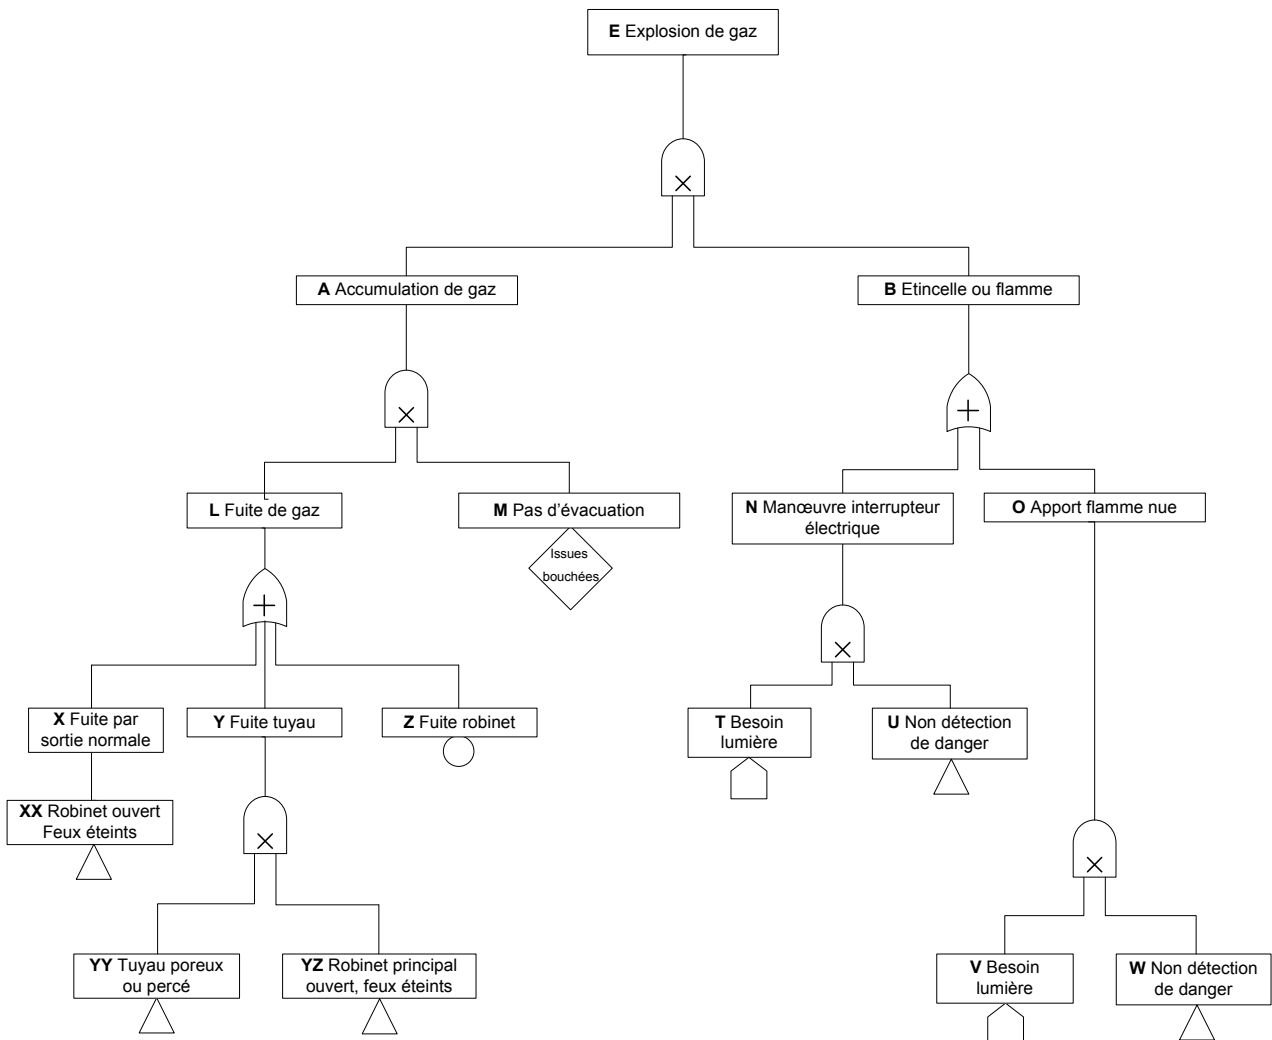 E Explosion de gaz
×
A Accumulation de gaz
B Etincelle ou flamme
×
+
L Fuite de gaz
M Pas d’évacuation
Issues
bouchées
N Manœuvre interrupteur
électrique
O Apport flamme nue
+
×
X Fuite par
sortie normale
Y Fuite tuyau
Z Fuite robinet
T Besoin
lumière
U Non détection
de danger
XX Robinet ouvert
Feux éteints
×
×
YY Tuyau poreux
ou percé
YZ Robinet principal
ouvert, feux éteints
V Besoin
lumière
W Non détection
de danger